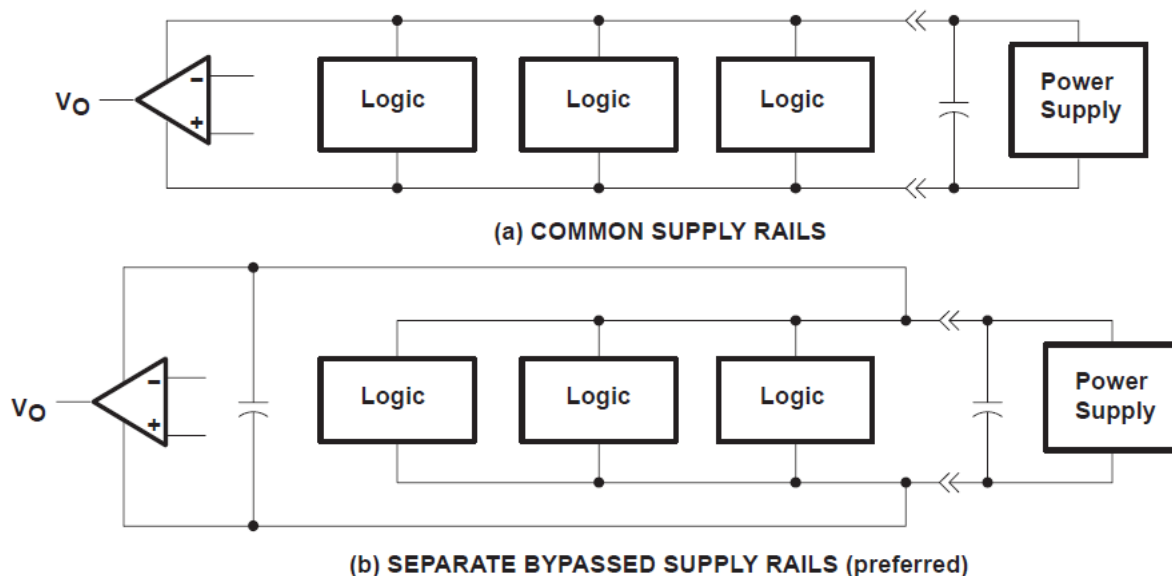 Logic
Logic
Logic
Power
Supply
VO
-
+
(a) COMMON SUPPLY RAILS
Logic
Logic
Logic
Power
Supply
VO
-
+
(b) SEPARATE BYPASSED SUPPLY RAILS (preferred)